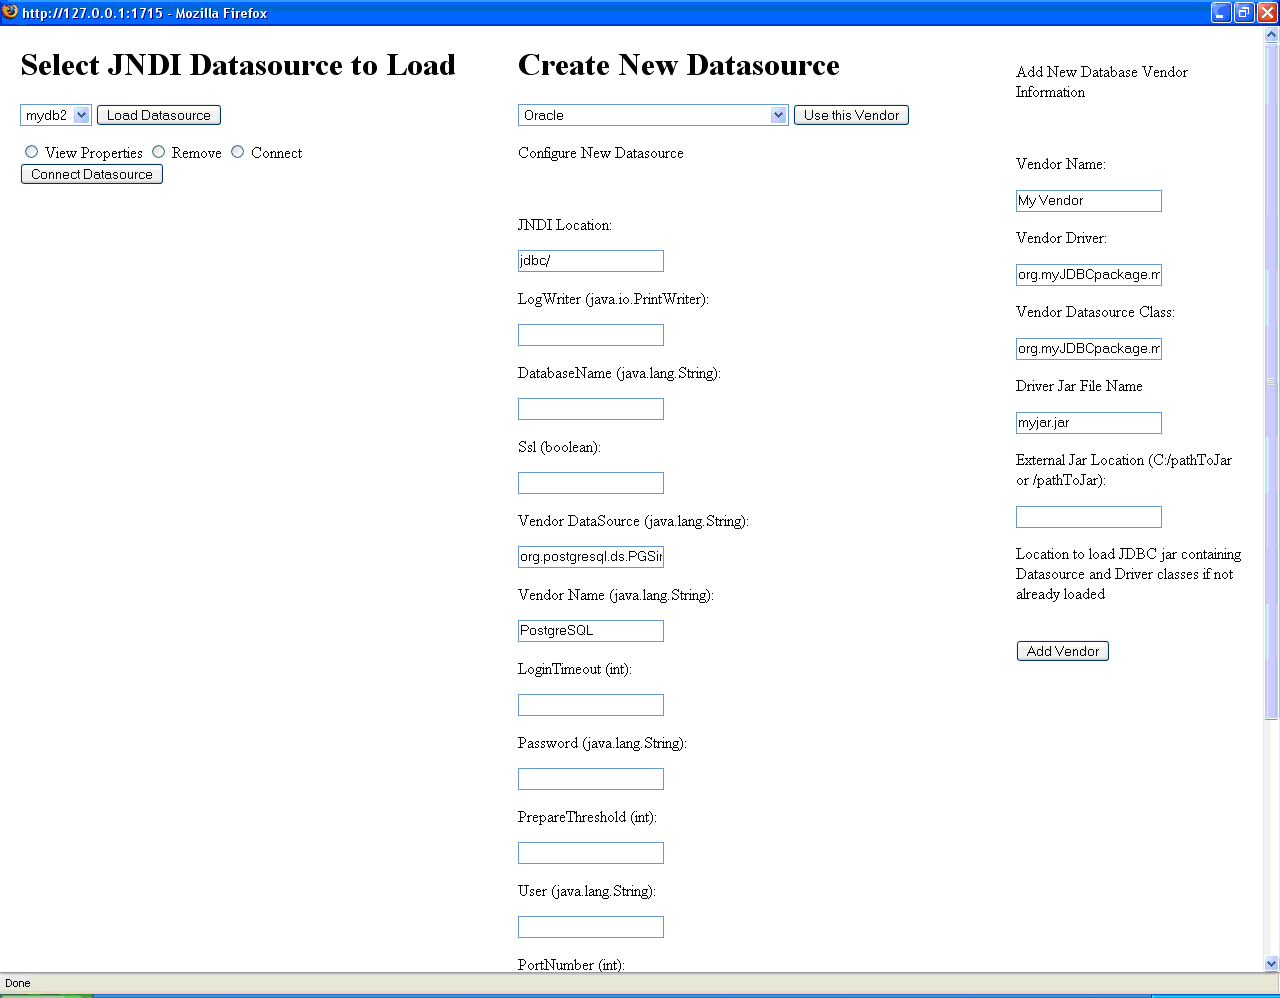 http://127.0.0.1:1715 - Mozilla Firefox
Select JNDI Datasource to Load
mydb2 Load Datasource
View Properties Remove Connect
Connect Datasource
Create New Datasource
Oracle Use this Vendor
Configure New Datasource
JNDI Location:
jdbc/
LogWriter (java.io.PrintWriter):
DatabaseName (java.lang.String):
Ssl (boolean):
Vendor DataSource (java.lang.String):
org.postgresql.ds.PGSin
Vendor Name (java.lang.String):
PostgreSQL
LoginTimeout (int):
Password (java.lang.String):
PrepareThreshold (int):
User (java.lang.String):
PortNumber (int):
Add New Database Vendor
Information
Vendor Name:
My Vendor
Vendor Driver:
org.myJDBCpackage.m
Vendor Datasource Class:
org.myJDBCpackage.m
Driver Jar File Name
myjar.jar
External Jar Location (C:/pathToJar
or /pathToJar):
Location to load JDBC jar containing
Datasource and Driver classes if not
already loaded
Add Vendor
Done